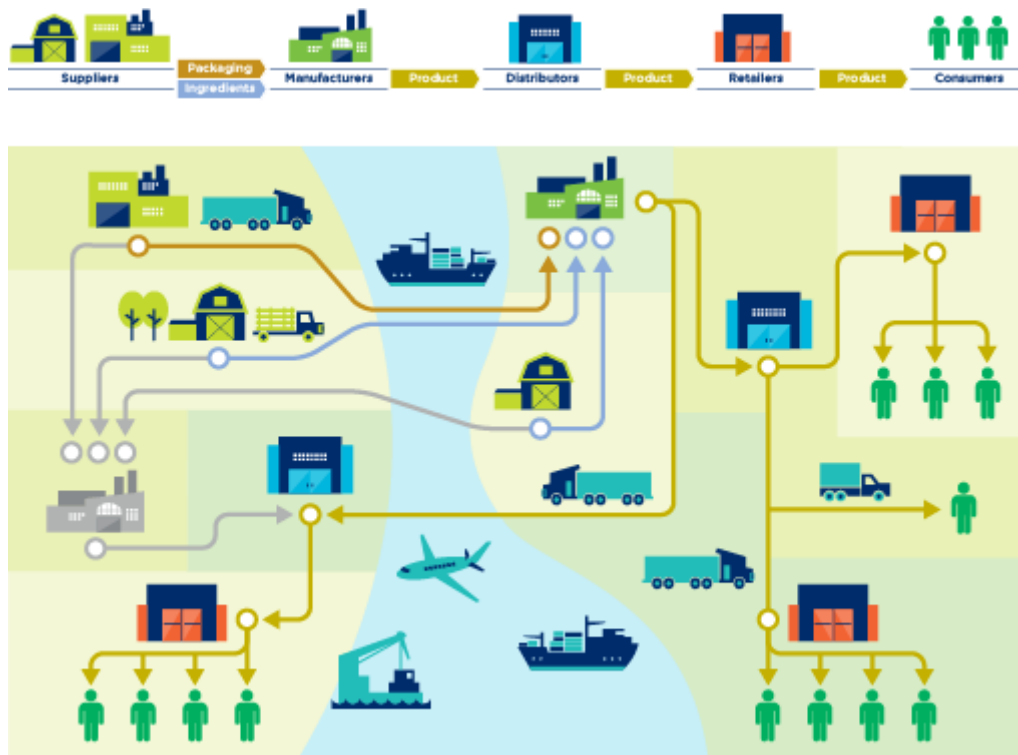 Suppliers
Packaging
Ingredients
Manufacturers
Product
Distributors
Product
Retailers
Product
Consumers